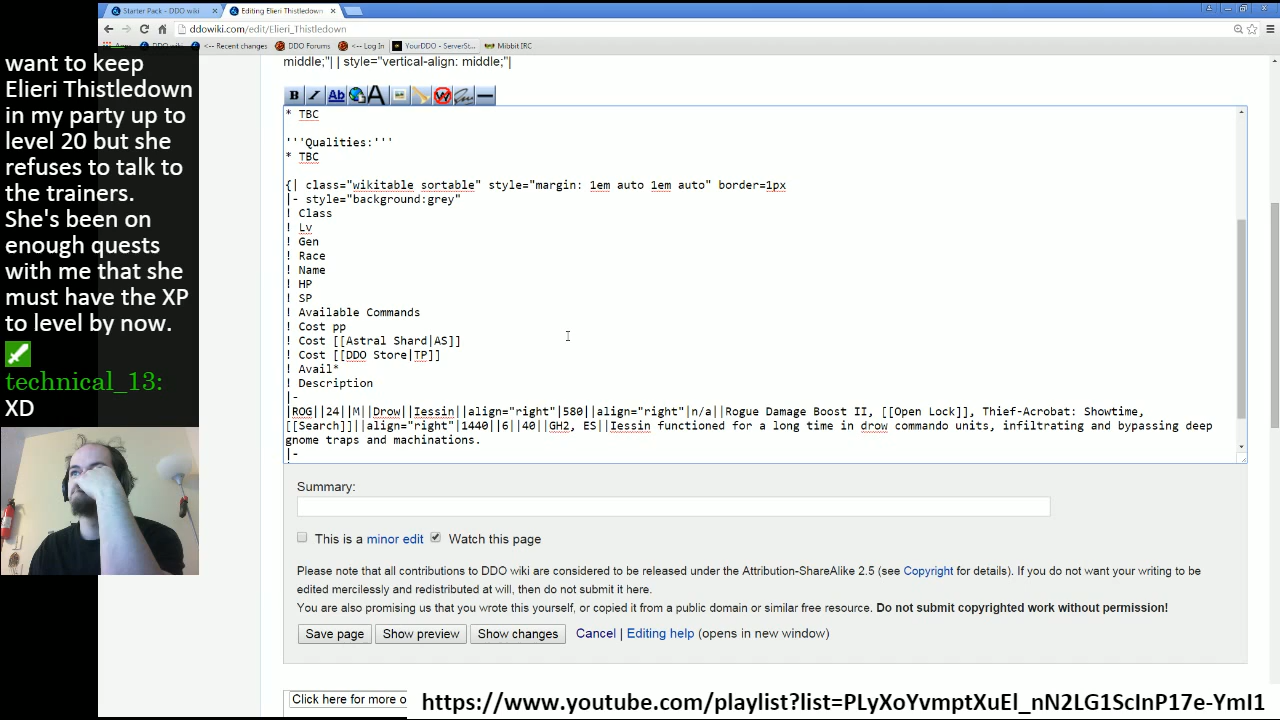 Starter Pack - DDO wiki
Editing Elieri Thistledown
ddowiki.com/edit/Elieri_Thistledown
<-- Recent changes
DDO Forums
<-- Log In
YourDDO - ServerSt...
Mibbit IRC
want to keep
Elieri Thistledown
in my party up to
level 20 but she
refuses to talk to
the trainers.
She's been on
enough quests
with me that she
must have the XP
to level by now.
technical_13:
XD
middle;"| | style="vertical-align: middle;"|
B I Ab A W
* TBC
'''Qualities:'''
* TBC
{| class="wikitable sortable" style="margin: 1em auto 1em auto" border=1px
|- style="background:grey"
! Class
! Lv
! Gen
! Race
! Name
! HP
! SP
! Available Commands
! Cost pp
! Cost [[Astral Shard|AS]]
! Cost [[DDO Store|TP]]
! Avail*
! Description
|-
|ROG||24||M||Drow||Iessin||align="right"|580||align="right"|n/a||Rogue Damage Boost II, [[Open Lock]], Thief-Acrobat: Showtime,
[[Search]]||align="right"|1440||6||40||GH2, ES||Iessin functioned for a long time in drow commando units, infiltrating and bypassing deep
gnome traps and machinations.
|-
Summary:
This is a minor edit Watch this page
Please note that all contributions to DDO wiki are considered to be released under the Attribution-ShareAlike 2.5 (see Copyright for details). If you do not want your writing to be
edited mercilessly and redistributed at will, then do not submit it here.
You are also promising us that you wrote this yourself, or copied it from a public domain or similar free resource. Do not submit copyrighted work without permission!
Save page Show preview Show changes Cancel | Editing help (opens in new window)
Click here for more o
https://www.youtube.com/playlist?list=PLyXoYvmptXuEl_nN2LG1ScInP17e-YmI1